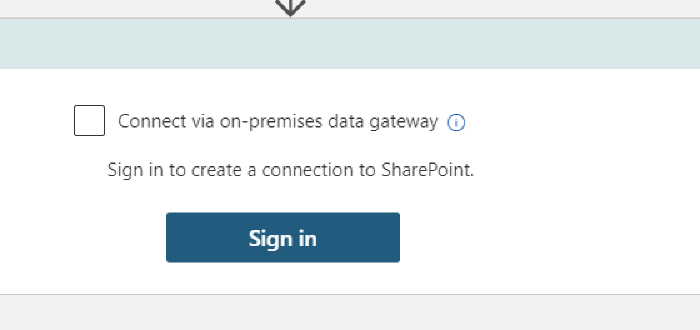 Connect via on-premises data gateway
Sign in to create a connection to SharePoint.
Sign in